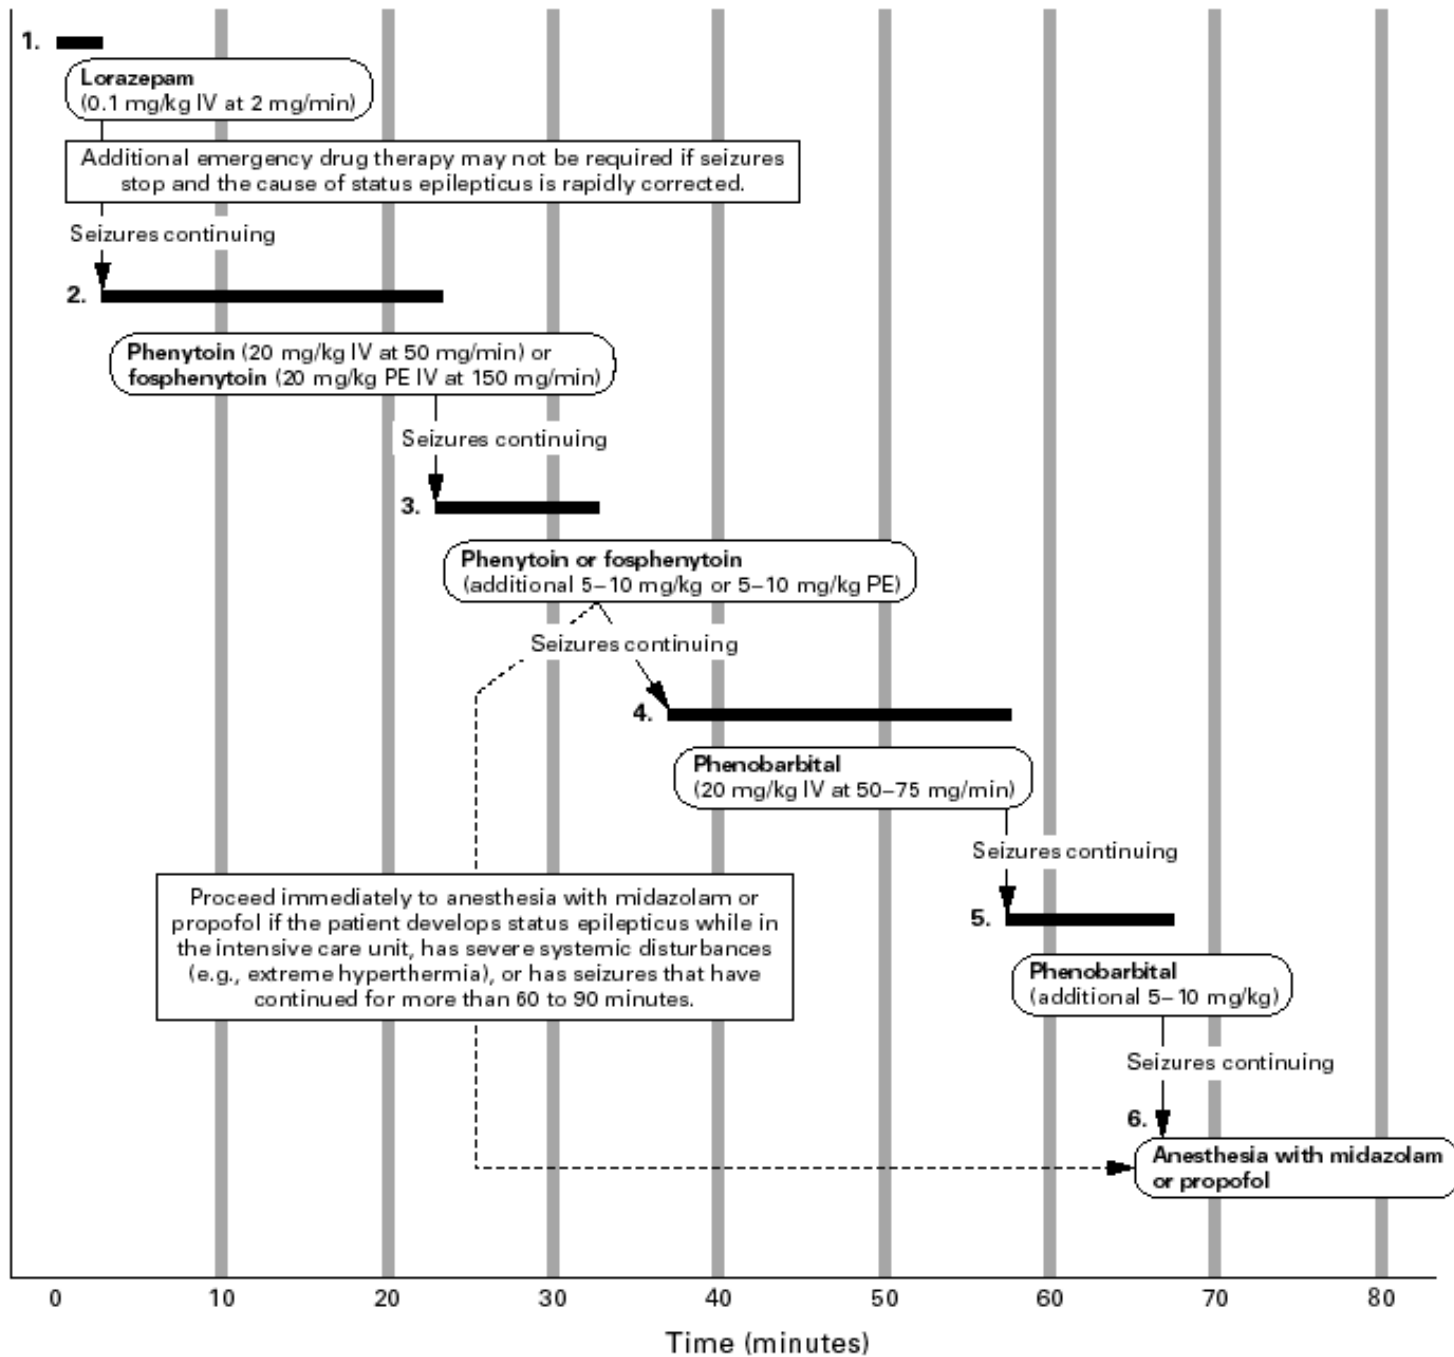 1.
Lorazepam
(0.1 mg/kg IV at 2 mg/min)
Additional emergency drug therapy may not be required if seizures
stop and the cause of status epilepticus is rapidly corrected.
Seizures continuing
2.
Phenytoin (20 mg/kg IV at 50 mg/min) or
fosphenytoin (20 mg/kg PE IV at 150 mg/min)
Seizures continuing
3.
Phenytoin or fosphenytoin
(additional 5–10 mg/kg or 5–10 mg/kg PE)
Seizures continuing
4.
Phenobarbital
(20 mg/kg IV at 50–75 mg/min)
Seizures continuing
Proceed immediately to anesthesia with midazolam or
propofol if the patient develops status epilepticus while in
the intensive care unit, has severe systemic disturbances
(e.g., extreme hyperthermia), or has seizures that have
continued for more than 60 to 90 minutes.
5.
Phenobarbital
(additional 5–10 mg/kg)
Seizures continuing
6.
Anesthesia with midazolam
or propofol
0 10 20 30 40 50 60 70 80
Time (minutes)